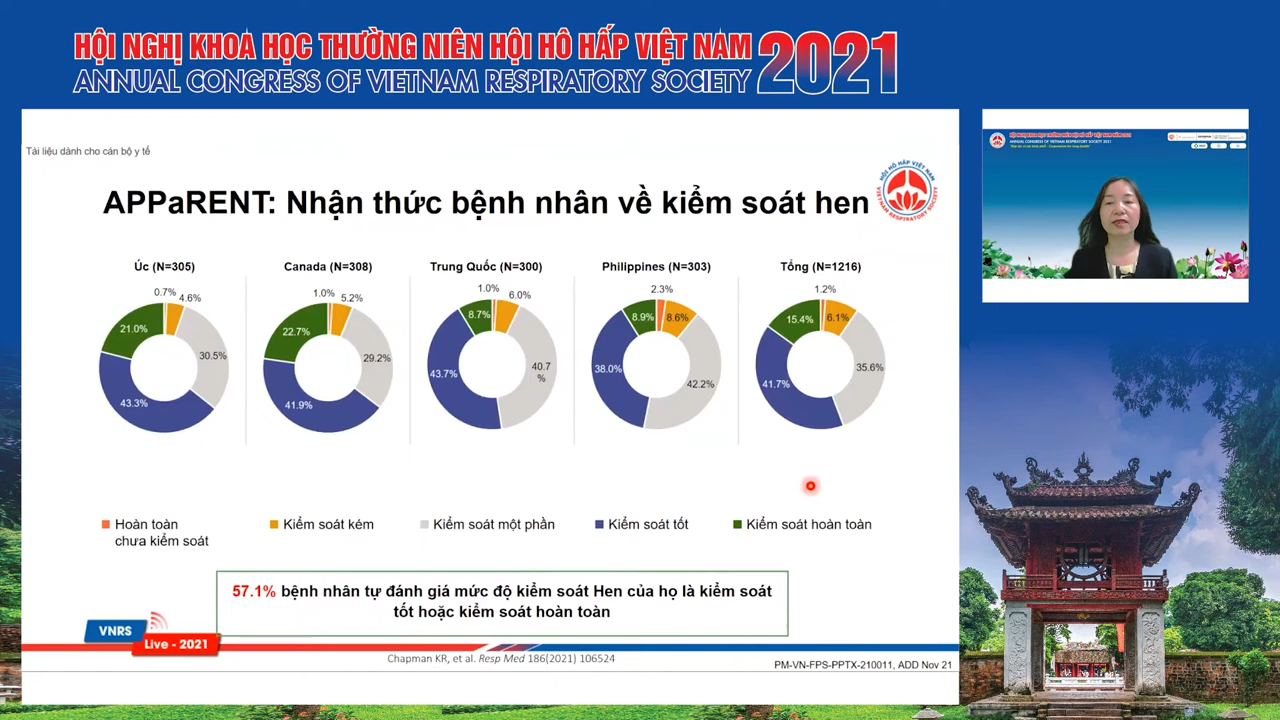 HỘI NGHỊ KHOA HỌC THƯỜNG NIÊN HỘI HÔ HẤP VIỆT NAM 2021
ANNUAL CONGRESS OF VIETNAM RESPIRATORY SOCIETY
Tài liệu dành cho cán bộ y tế
APPaRENT: Nhận thức bệnh nhân về kiểm soát hen
HỘI HÔ HẤP VIỆT NAM
VIETNAM RESPIRATORY SOCIETY
Úc (N=305)
0.7%
4.6%
21.0%
30.5%
43.3%
Canada (N=308)
1.0%
5.2%
22.7%
29.2%
41.9%
Trung Quốc (N=300)
1.0%
6.0%
8.7%
40.7
%
43.7%
Philippines (N=303)
2.3%
8.9%
8.6%
38.0%
42.2%
Tổng (N=1216)
1.2%
15.4%
6.1%
35.6%
41.7%
Hoàn toàn
chưa kiểm soát
Kiểm soát kém
Kiểm soát một phần
Kiểm soát tốt
Kiểm soát hoàn toàn
57.1% bệnh nhân tự đánh giá mức độ kiểm soát Hen của họ là kiểm soát
tốt hoặc kiểm soát hoàn toàn
VNRS
Live - 2021
Chapman KR, et al. Resp Med 186(2021) 106524
PM-VN-FPS-PPTX-210011, ADD Nov 21
ANNUAL CONGRESS OF VIETNAM RESPIRATORY SOCIETY 2021